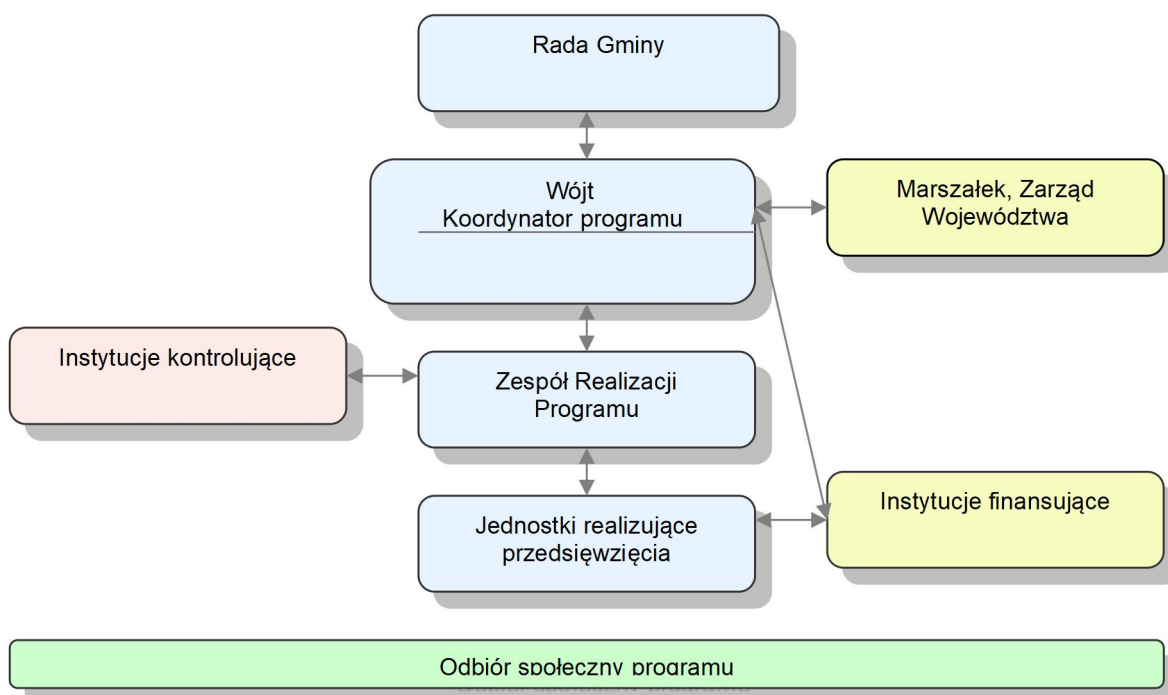 Rada Gminy
Wójt
Koordynator programu
Marszałek, Zarząd
Województwa
Instytucje kontrolujące
Zespół Realizacji
Programu
Jednostki realizujące
przedsięwzięcia
Instytucje finansujące
Odbiór społeczny programu